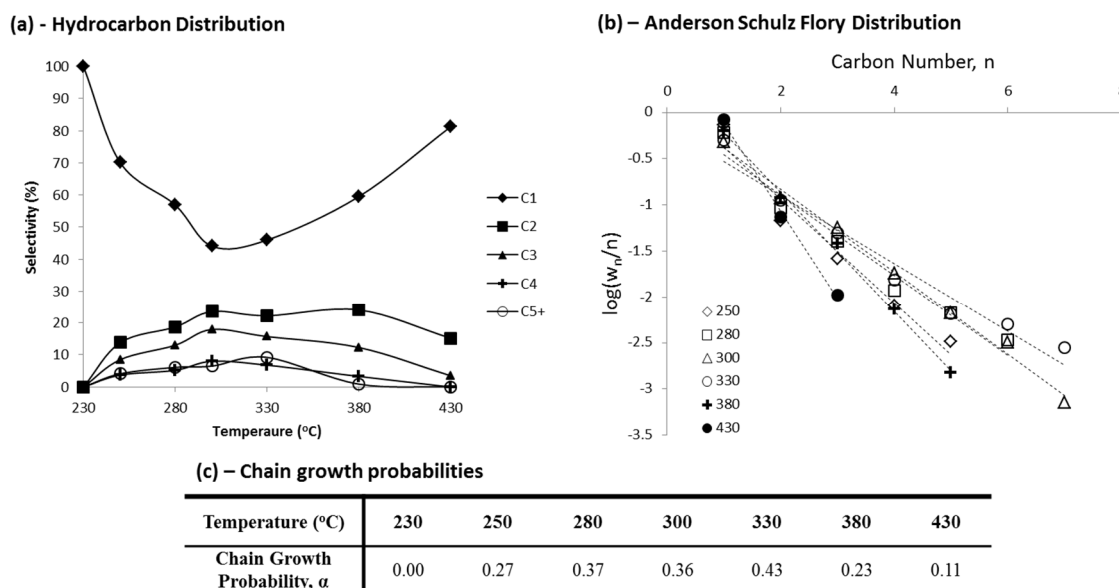 (a) - Hydrocarbon Distribution
100
90
80
70
60
50
40
30
20
10
0
Selectivity (%)
230
280
330
380
430
Temperaure (°C)
C1
C2
C3
C4
C5+
(b) – Anderson Schulz Flory Distribution
Carbon Number, n
0
2
4
6
8
0
-0.5
-1
-1.5
-2
-2.5
-3
-3.5
log(wn/n)
250
280
300
330
380
430
(c) – Chain growth probabilities
Temperature (°C) 230 250 280 300 330 380 430
Chain Growth
Probability, α 0.00 0.27 0.37 0.36 0.43 0.23 0.11